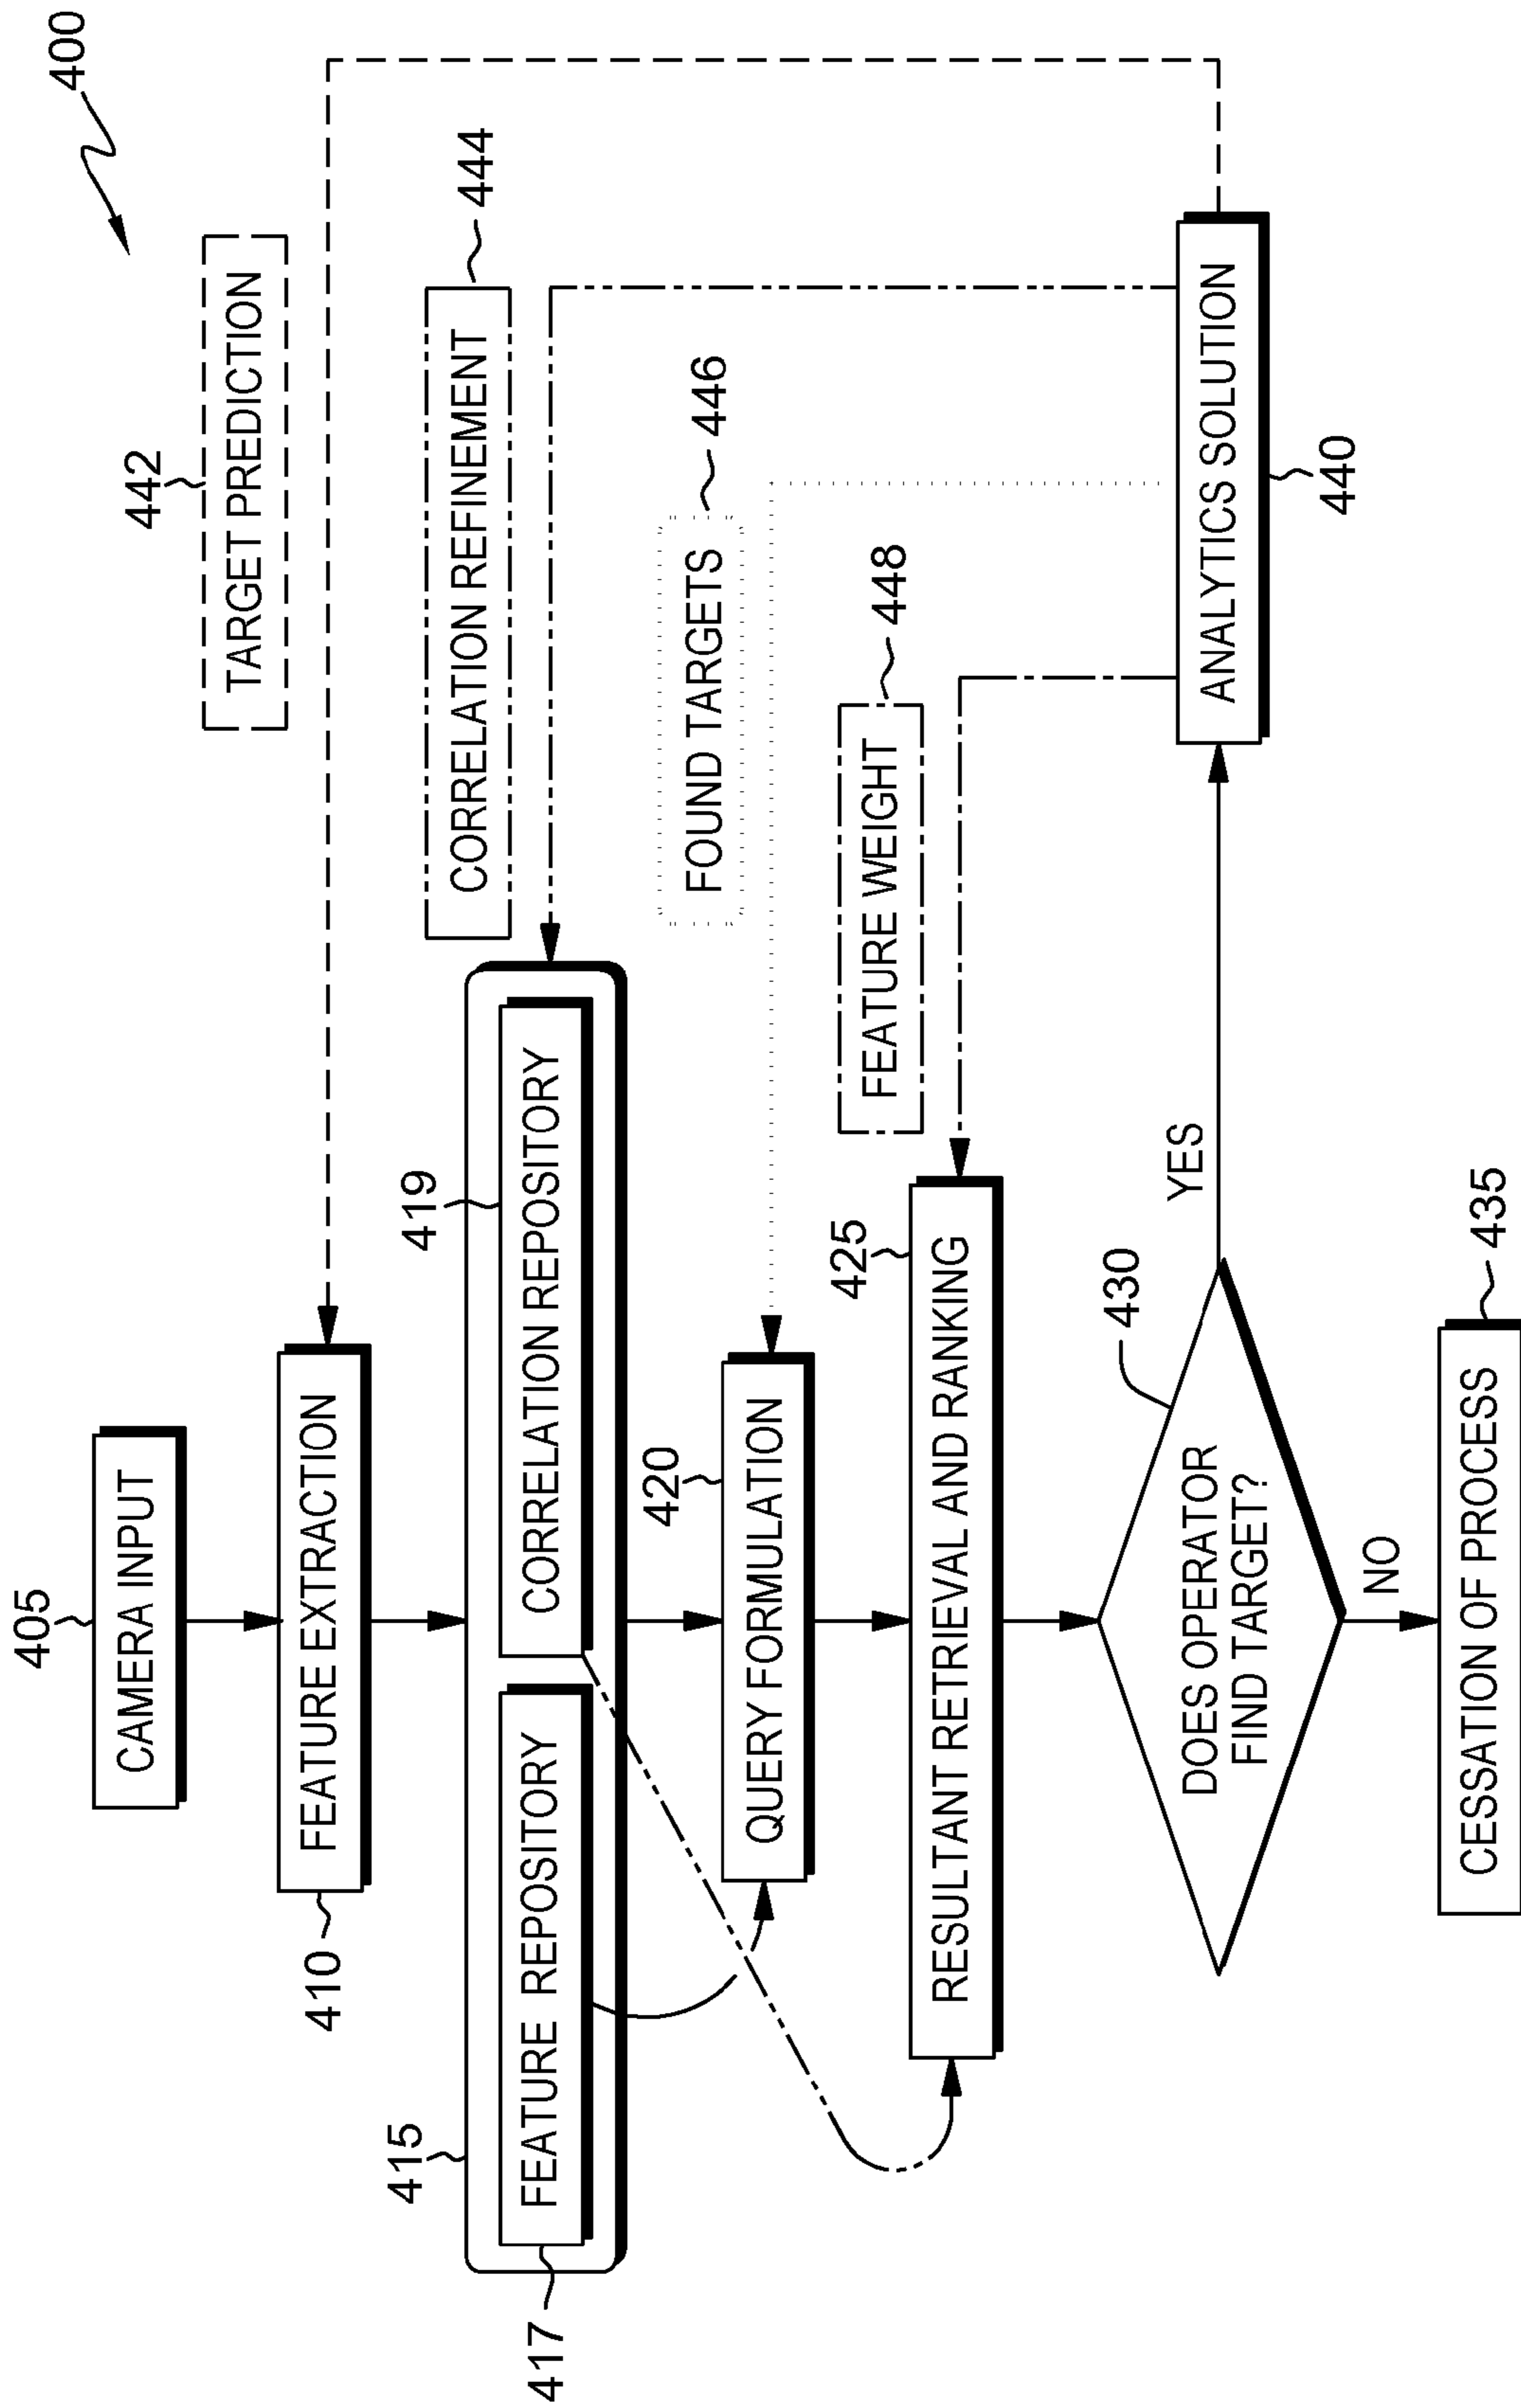 400
405
CAMERA INPUT
442
TARGET PREDICTION
410
FEATURE EXTRACTION
415
417
FEATURE REPOSITORY
419
CORRELATION REPOSITORY
444
CORRELATION REFINEMENT
420
QUERY FORMULATION
446
FOUND TARGETS
425
RESULTANT RETRIEVAL AND RANKING
448
FEATURE WEIGHT
430
DOES OPERATOR
FIND TARGET?
YES
ANALYTICS SOLUTION
440
NO
CESSATION OF PROCESS
435